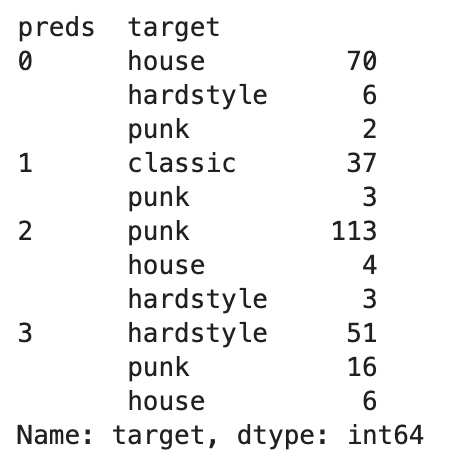 preds  target
0      house         70
       hardstyle      6
       punk           2
1      classic       37
       punk           3
2      punk         113
       house          4
       hardstyle      3
3      hardstyle     51
       punk          16
       house          6
Name: target, dtype: int64